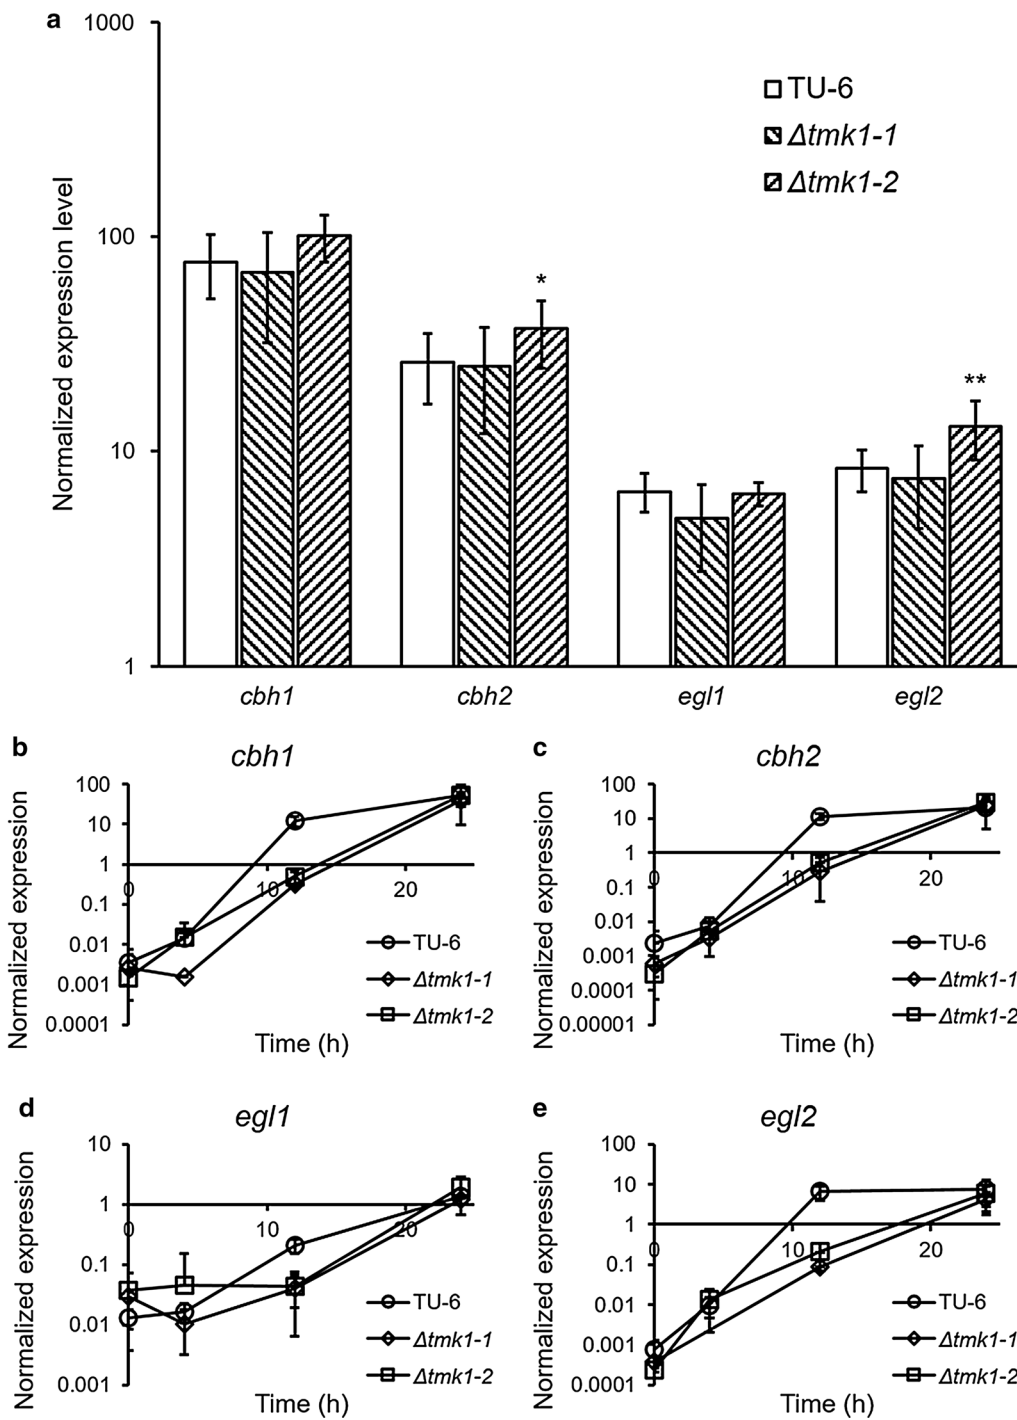 a
1000
100
10
1
Normalized expression level
TU-6
Δtmk1-1
Δtmk1-2
*
**
cbh1
cbh2
egl1
egl2
b
cbh1
100
10
1
0.1
0.01
0.001
0.0001
0
10
20
Normalized expression
Time (h)
TU-6
Δtmk1-1
Δtmk1-2
c
cbh2
100
10
1
0.1
0.01
0.001
0.0001
0.00001
0
10
20
Normalized expression
Time (h)
TU-6
Δtmk1-1
Δtmk1-2
d
egl1
10
1
0.1
0.01
0.001
0
10
20
Normalized expression
Time (h)
TU-6
Δtmk1-1
Δtmk1-2
e
egl2
100
10
1
0.1
0.01
0.001
0.0001
0
10
20
Normalized expression
Time (h)
TU-6
Δtmk1-1
Δtmk1-2